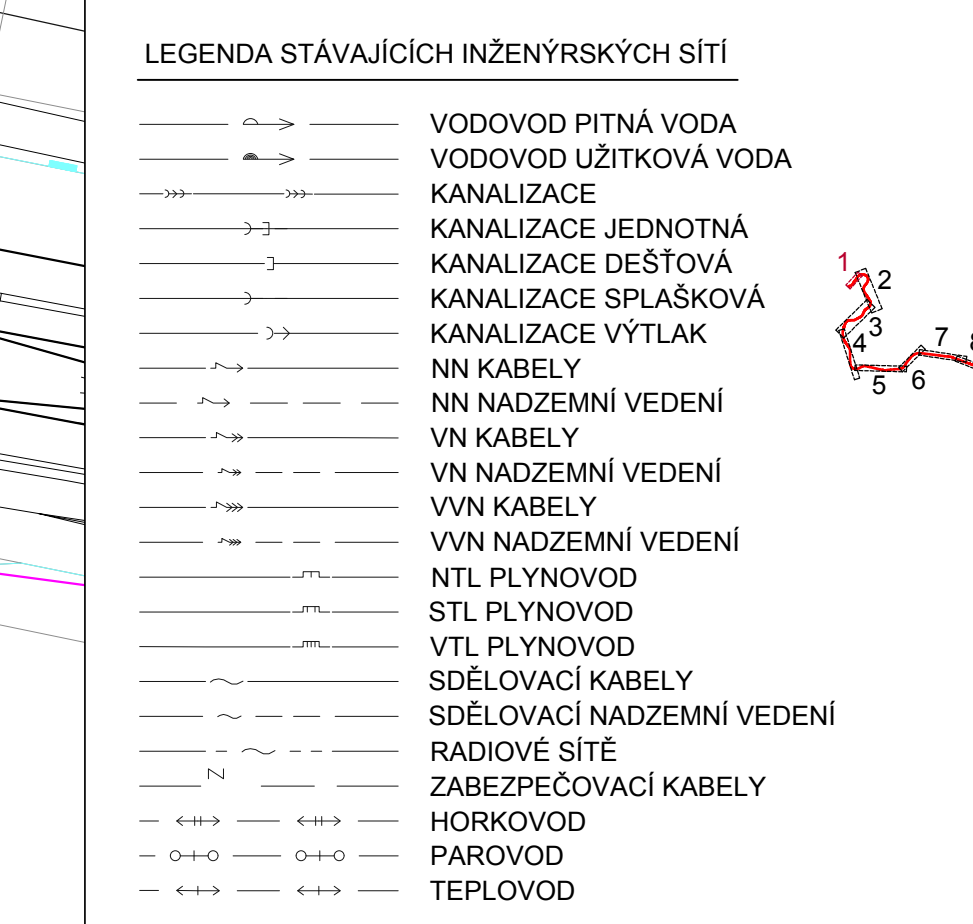 LEGENDA STÁVAJÍCÍCH INŽENÝRSKÝCH SÍTÍ
VODOVOD PITNÁ VODA
VODOVOD UŽITKOVÁ VODA
KANALIZACE
KANALIZACE JEDNOTNÁ
KANALIZACE DEŠŤOVÁ
KANALIZACE SPLAŠKOVÁ
KANALIZACE VÝTLAK
NN KABELY
NN NADZEMNÍ VEDENÍ
VN KABELY
VN NADZEMNÍ VEDENÍ
VVN KABELY
VVN NADZEMNÍ VEDENÍ
NTL PLYNOVOD
STL PLYNOVOD
VTL PLYNOVOD
SDĚLOVACÍ KABELY
SDĚLOVACÍ NADZEMNÍ VEDENÍ
RADIOVÉ SÍTĚ
ZABEZPEČOVACÍ KABELY
HORKOVOD
PAROVOD
TEPLOVOD
1
2
3
4
5
6
7
8